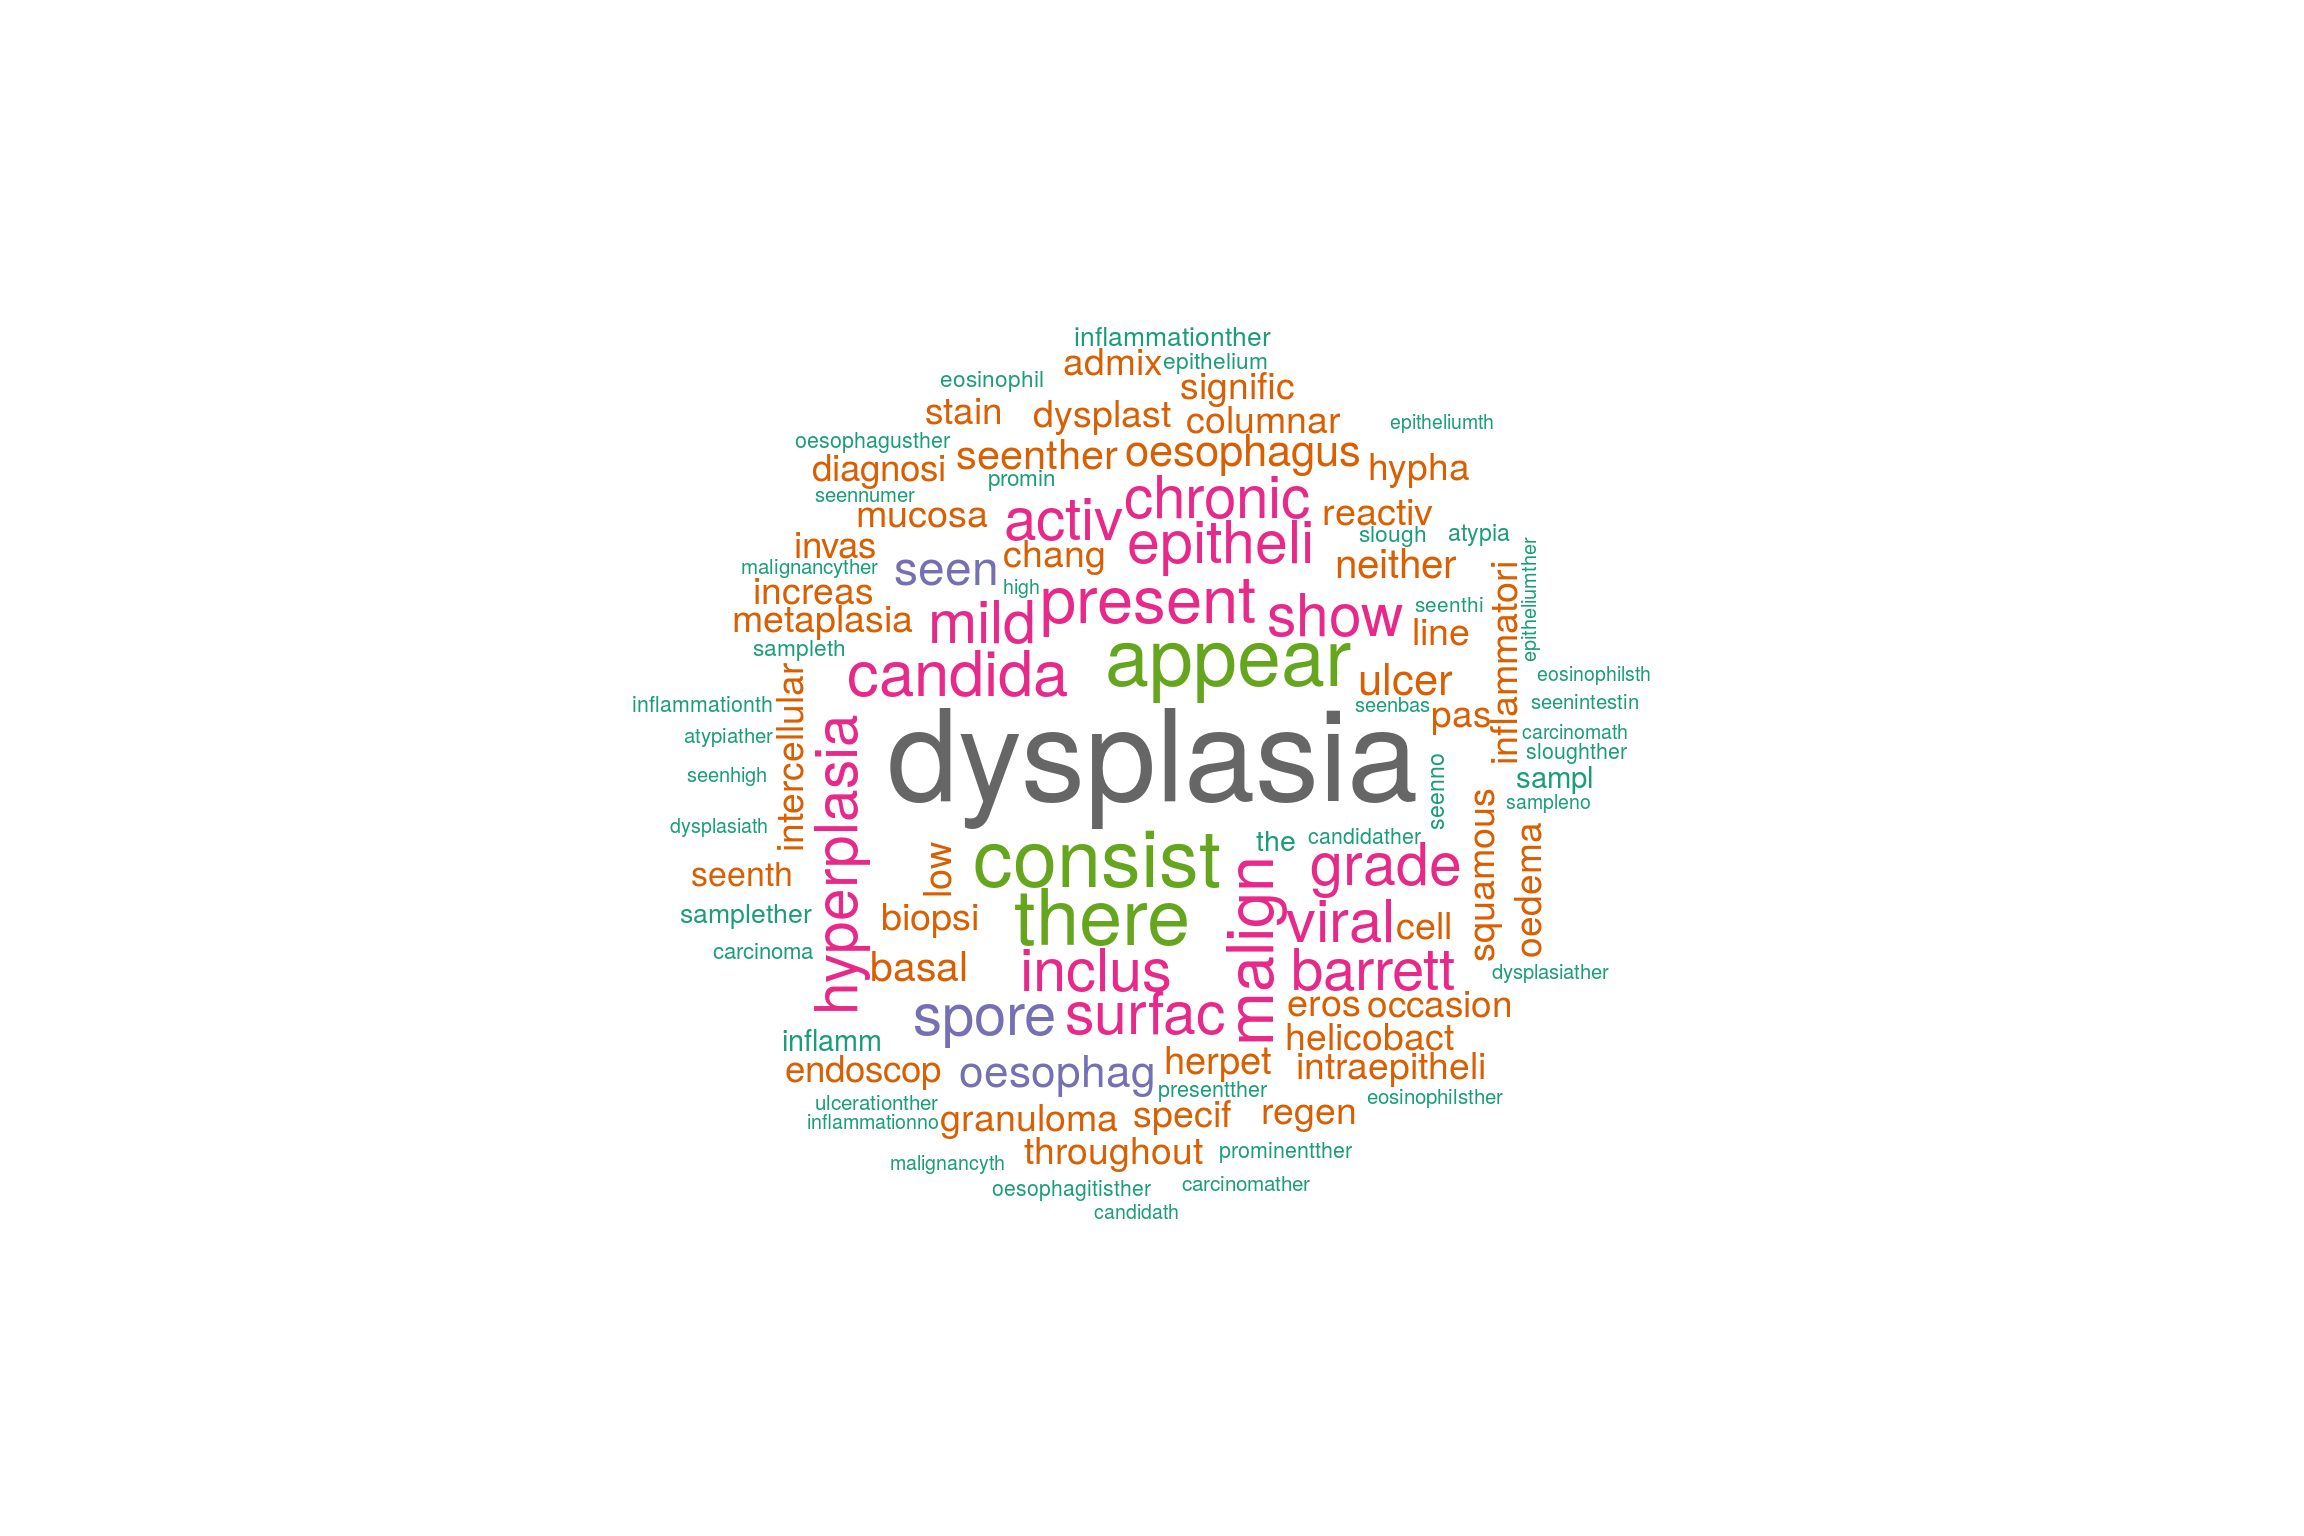 inflammationther
admix epithelium
eosinophil signific
stain dysplast columnar epitheliumth
oesophagusther seenther oesophagus
diagnosi promin hypha
seennumer chronic
mucosa activ reactiv
slough atypia
invas chang epitheli neither
malignancyther seen
increas high present show seenthi
metaplasia mild line
inflammatori epitheliumther
sampleth appear
candida ulcer eosinophilsth
inflammationth intercellular seenbas pas seenintestin
atypiather carcinomath
hyperplasia dysplasia sloughther
seenhigh seenno sampl
sampleno
dysplasiath the candidather
seenth low consist grade squamous oedema
samplether biopsi there malign viral cell
carcinoma basal inclus barrett dysplasiather
spore surfac eros occasion
inflamm helicobact
endoscop oesophag herpet intraepitheli
presentther eosinophilsther
ulcerationther
inflammationno granuloma specif regen
throughout prominentther
malignancyth
oesophagitisther carcinomather
candidath